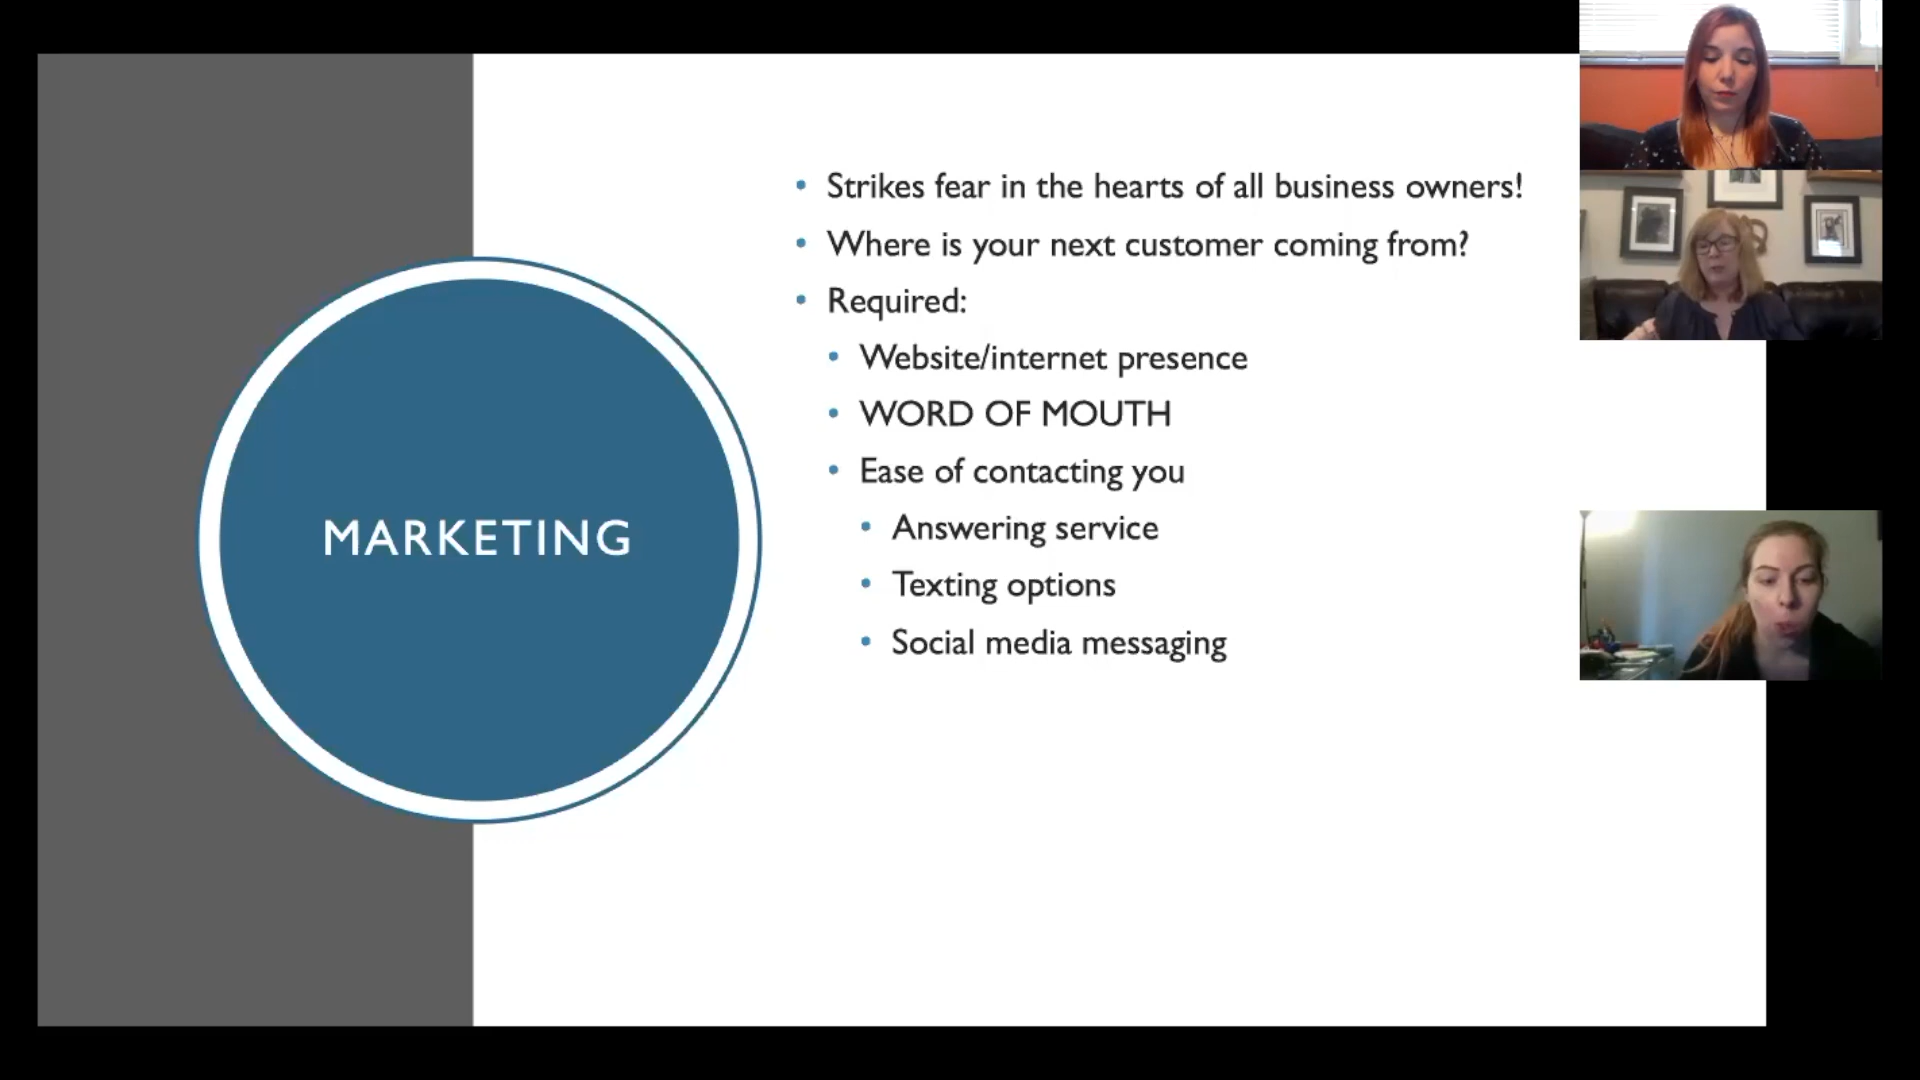 MARKETING
Strikes fear in the hearts of all business owners!
Where is your next customer coming from?
Required:
Website/internet presence
WORD OF MOUTH
Ease of contacting you
Answering service
Texting options
Social media messaging